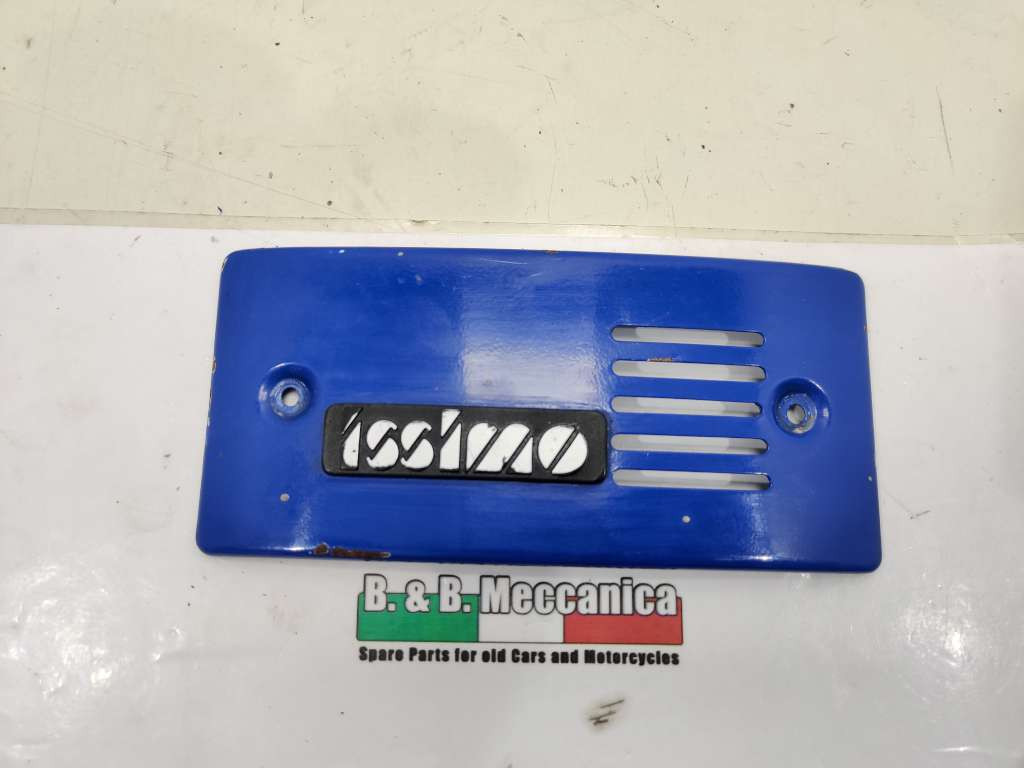 issimo
B. & B. Meccanica
Spare Parts for old Cars and Motorcycles